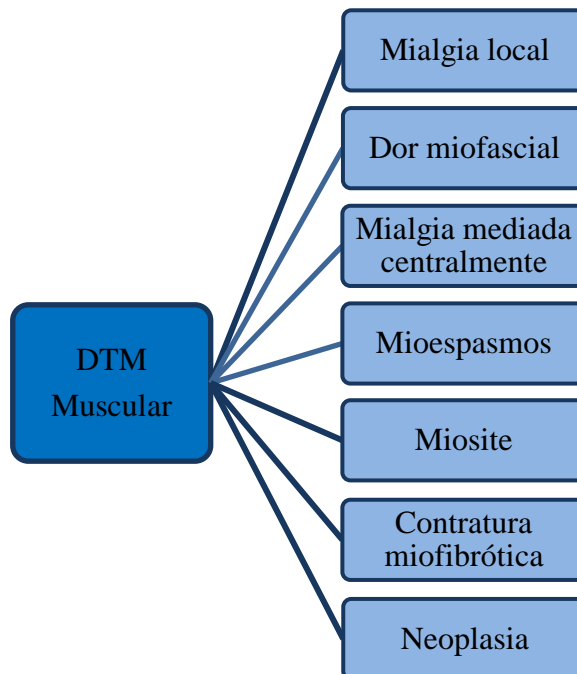 Mialgia local
Dor miofascial
Mialgia mediada
centralmente
DTM
Muscular
Mioespasmos
Miosite
Contratura
miofibrótica
Neoplasia